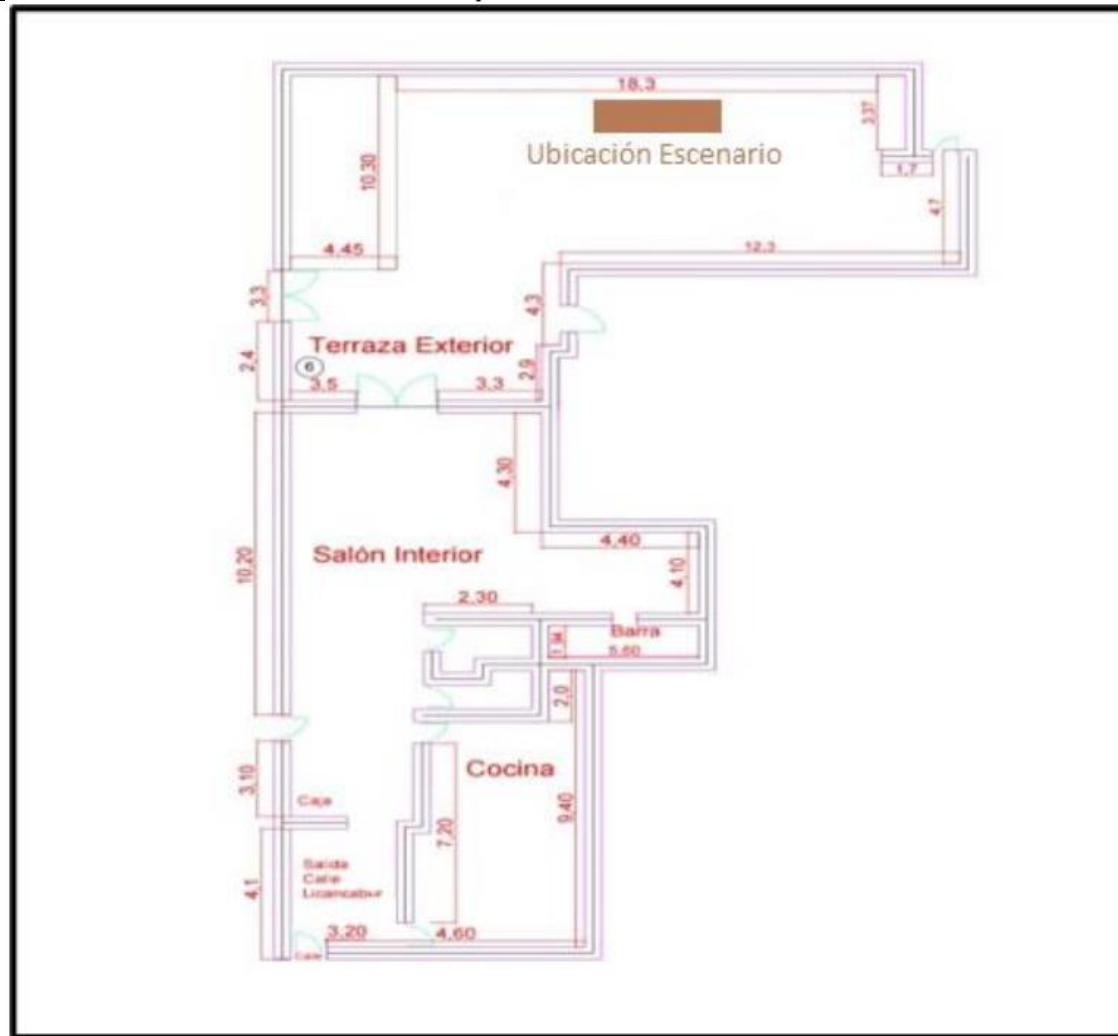 18,3
3,37
Ubicación Escenario
10,30
1,7
4,7
4,45
12,3
3,3
4,3
Terraza Exterior
2,4
6
2,9
3,5
3,3
4,30
4,40
Salón Interior
10,20
4,10
2,30
Barra
1,94
5,60
2,0
Cocina
3,10
Caja
7,20
9,40
Salida
Calle
Licancabur
4,1
3,20
4,60
Calle